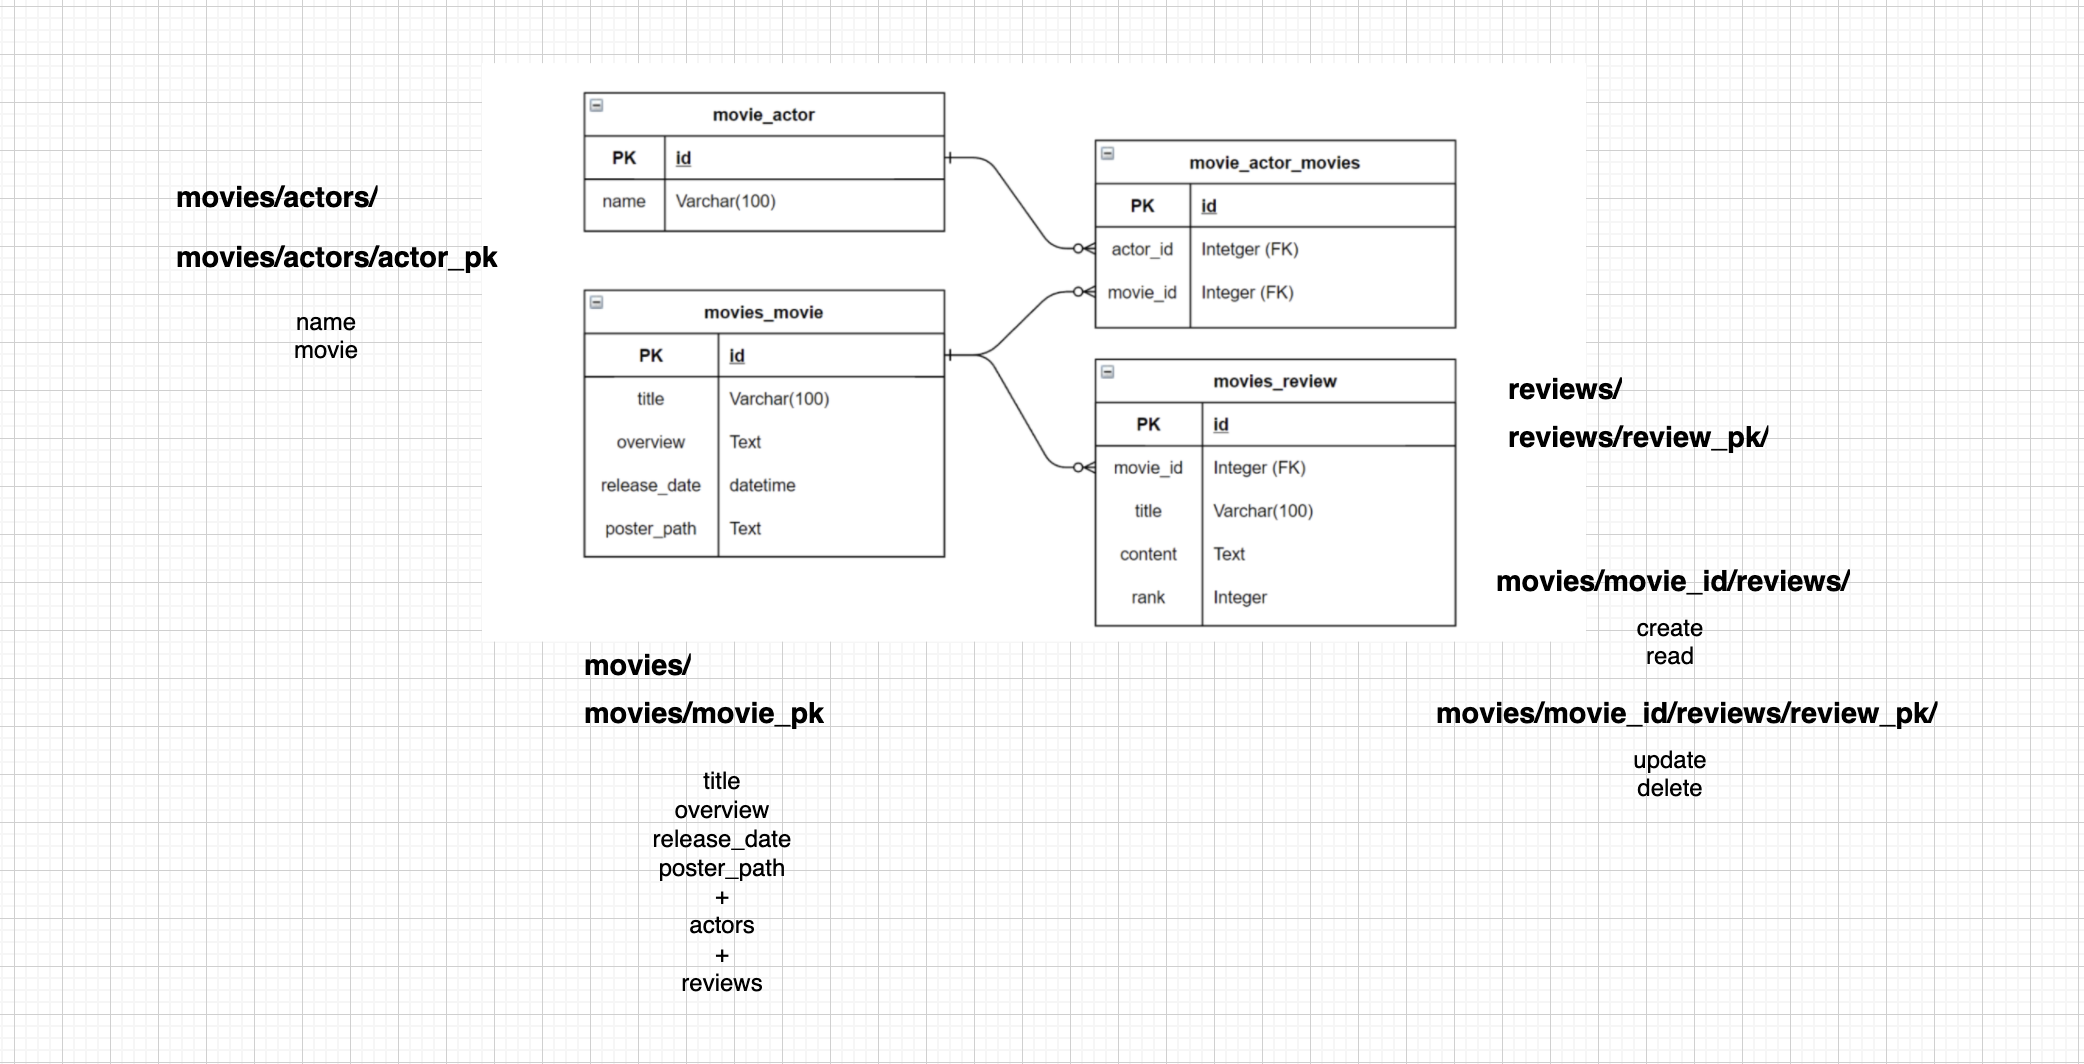 movies/actors/
movies/actors/actor_pk
name
movie
movie_actor
PK id
name Varchar(100)
movies_movie
PK id
title Varchar(100)
overview Text
release_date datetime
poster_path Text
movie_actor_movies
PK id
actor_id Intetger (FK)
movie_id Integer (FK)
movies_review
PK id
movie_id Integer (FK)
title Varchar(100)
content Text
rank Integer
reviews/
reviews/review_pk/
movies/movie_id/reviews/
create
read
movies/movie_id/reviews/review_pk/
update
delete
movies/
movies/movie_pk
title
overview
release_date
poster_path
+
actors
+
reviews